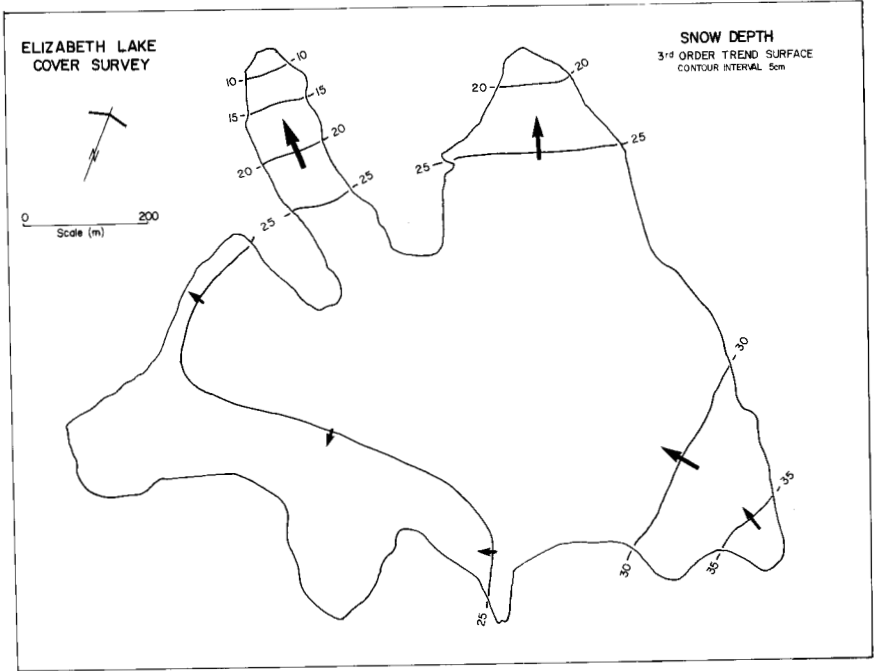 ELIZABETH LAKE
COVER SURVEY
SNOW DEPTH
3rd ORDER TREND SURFACE
CONTOUR INTERVAL 5cm
N
0 200
Scale (m)
10 10
15 15
20 20
25 25
20 20
25 25
25
30
35
30
35
25